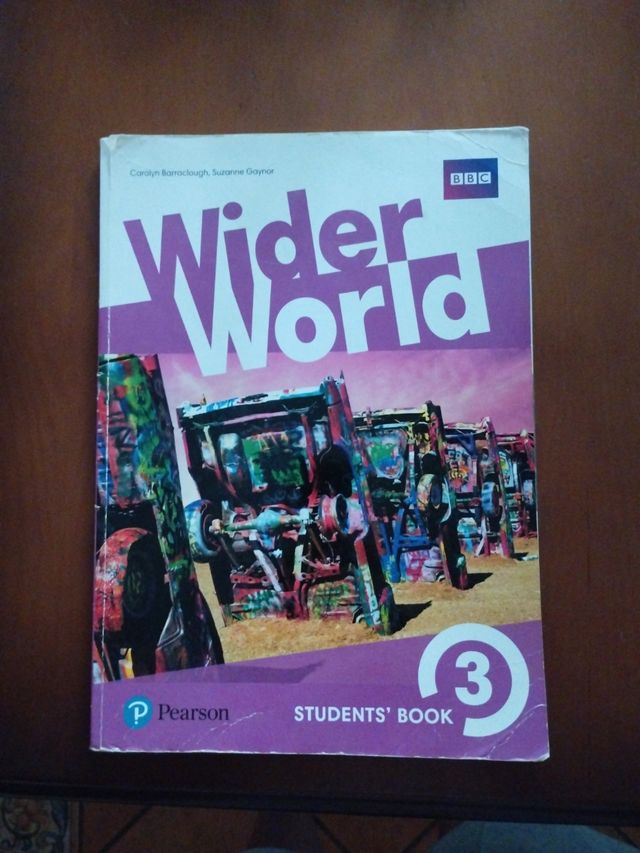 Carolyn Barraclough, Suzanne Gaynor
BBC
Wider
World
Pearson
STUDENTS' BOOK
3